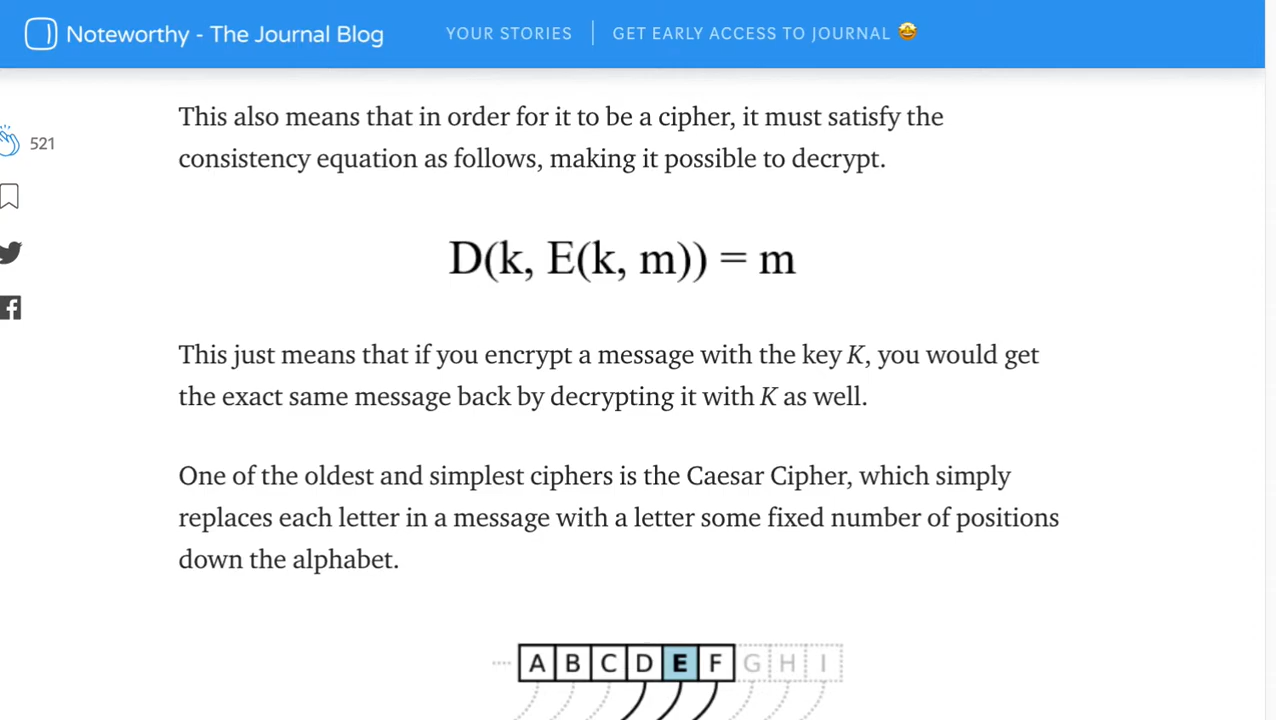 Noteworthy - The Journal Blog YOUR STORIES GET EARLY ACCESS TO JOURNAL 🤩
This also means that in order for it to be a cipher, it must satisfy the
521
consistency equation as follows, making it possible to decrypt.
D(k, E(k, m)) = m
This just means that if you encrypt a message with the key K, you would get
the exact same message back by decrypting it with K as well.
One of the oldest and simplest ciphers is the Caesar Cipher, which simply
replaces each letter in a message with a letter some fixed number of positions
down the alphabet.
A B C D E F G H I